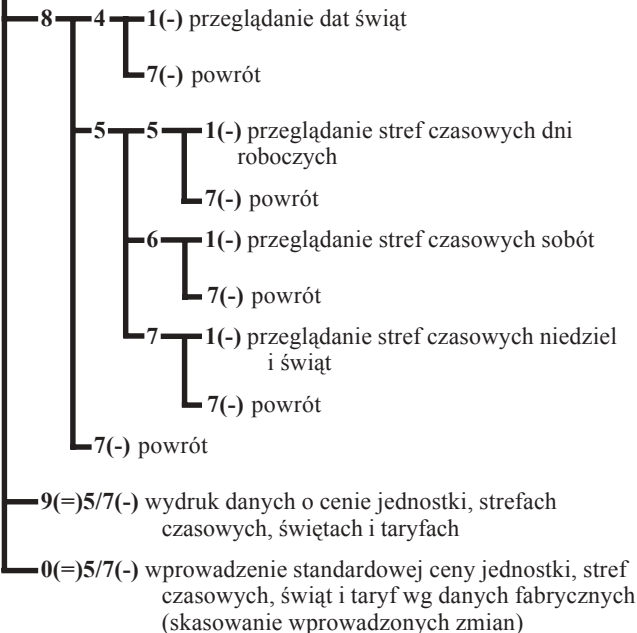 8 4 1(-) przeglądanie dat świąt
7(-) powrót
5 5 1(-) przeglądanie stref czasowych dni
roboczych
7(-) powrót
6 1(-) przeglądanie stref czasowych sobót
7(-) powrót
7 1(-) przeglądanie stref czasowych niedziel
i świąt
7(-) powrót
7(-) powrót
9(=)5/7(-) wydruk danych o cenie jednostki, strefach
czasowych, świętach i taryfach
0(=)5/7(-) wprowadzenie standardowej ceny jednostki, stref
czasowych, świąt i taryf wg danych fabrycznych
(skasowanie wprowadzonych zmian)